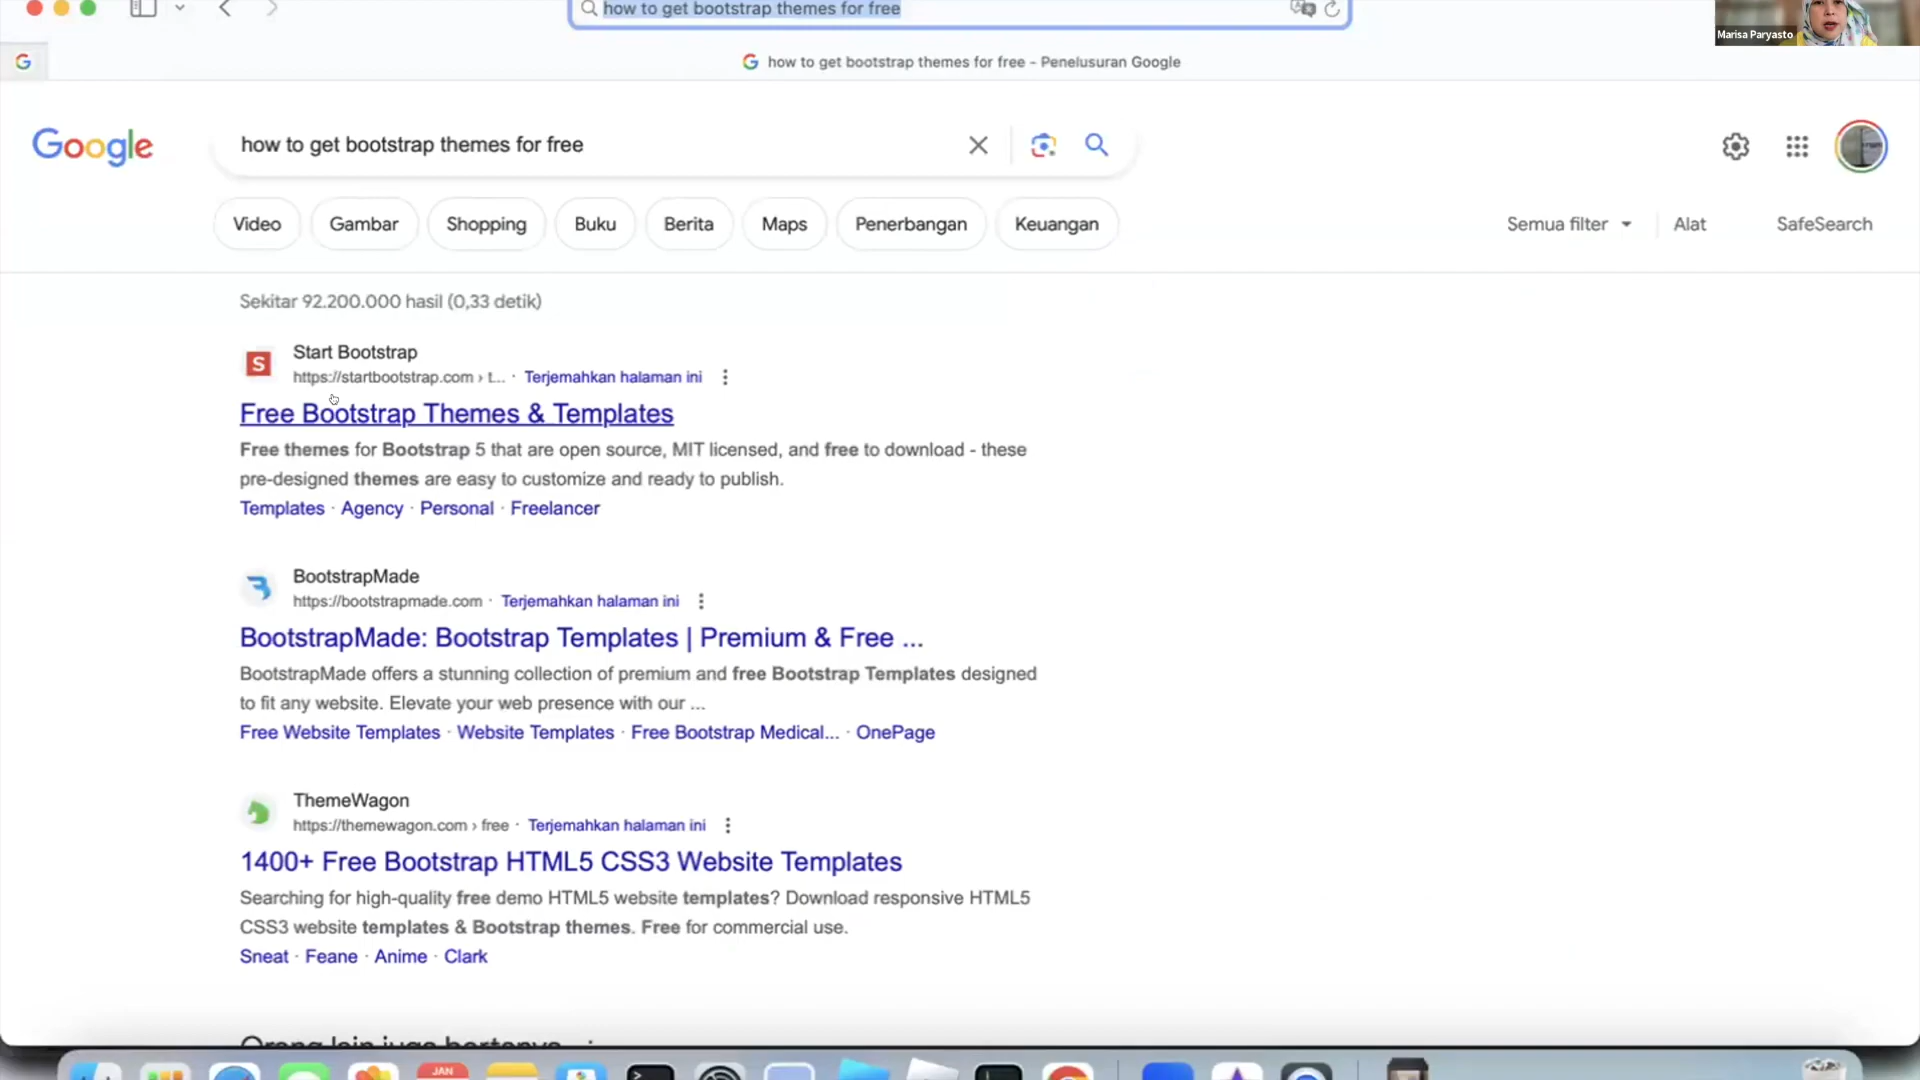 how to get bootstrap themes for free
Marisa Paryasto
G
how to get bootstrap themes for free - Penelusuran Google
Google
how to get bootstrap themes for free
Video
Gambar
Shopping
Buku
Berita
Maps
Penerbangan
Keuangan
Semua filter
Alat
SafeSearch
Sekitar 92.200.000 hasil (0,33 detik)
S
Start Bootstrap
https://startbootstrap.com › t... · Terjemahkan halaman ini
Free Bootstrap Themes & Templates
Free themes for Bootstrap 5 that are open source, MIT licensed, and free to download - these
pre-designed themes are easy to customize and ready to publish.
Templates · Agency · Personal · Freelancer
BootstrapMade
https://bootstrapmade.com · Terjemahkan halaman ini
BootstrapMade: Bootstrap Templates | Premium & Free ...
BootstrapMade offers a stunning collection of premium and free Bootstrap Templates designed
to fit any website. Elevate your web presence with our ...
Free Website Templates · Website Templates · Free Bootstrap Medical... · OnePage
ThemeWagon
https://themewagon.com › free · Terjemahkan halaman ini
1400+ Free Bootstrap HTML5 CSS3 Website Templates
Searching for high-quality free demo HTML5 website templates? Download responsive HTML5
CSS3 website templates & Bootstrap themes. Free for commercial use.
Sneat · Feane · Anime · Clark
Orang lain juga bertanya
JAN